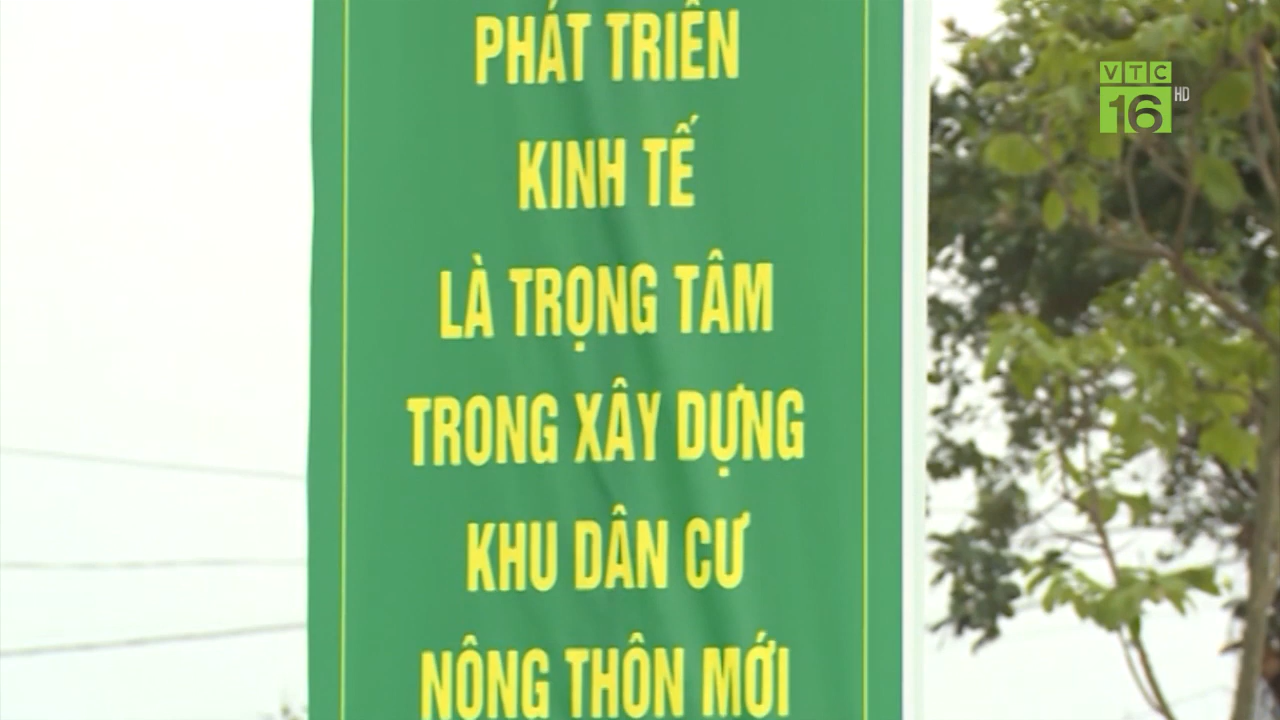 PHÁT TRIỂN
KINH TẾ
LÀ TRỌNG TÂM
TRONG XÂY DỰNG
KHU DÂN CƯ
NÔNG THÔN MỚI
VTC
16 HD